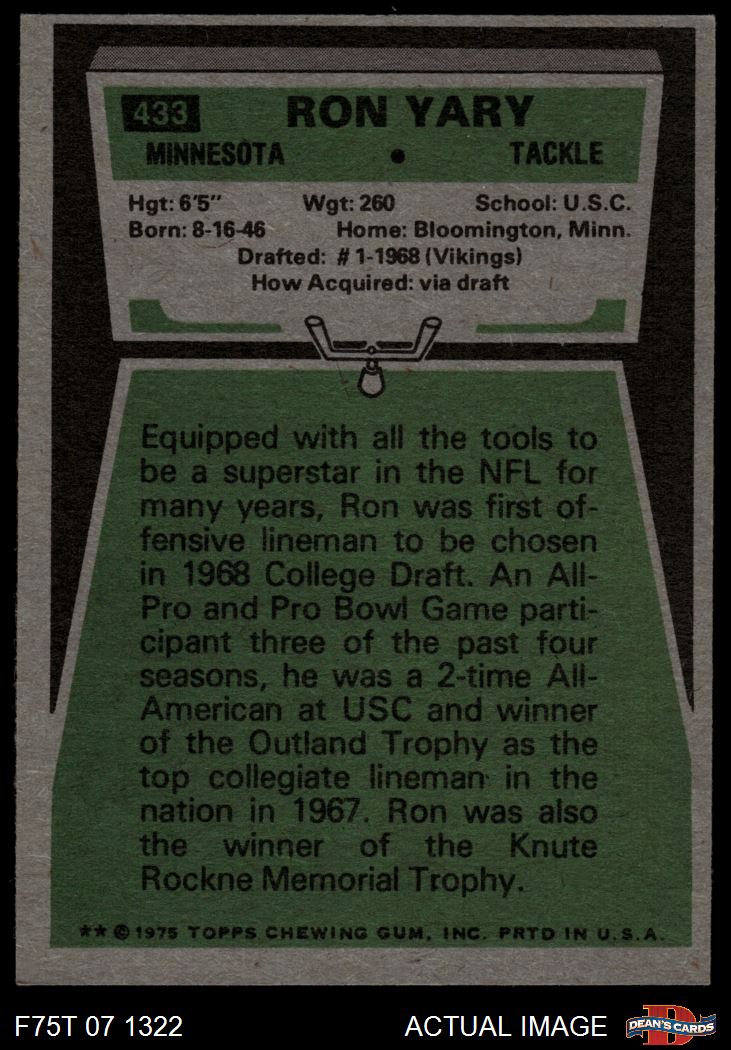 433 RON YARY
MINNESOTA • TACKLE
Hgt: 6'5" Wgt: 260 School: U.S.C.
Born: 8-16-46 Home: Bloomington, Minn.
Drafted: # 1-1968 (Vikings)
How Acquired: via draft
Equipped with all the tools to
be a superstar in the NFL for
many years, Ron was first of-
fensive lineman to be chosen
in 1968 College Draft. An All-
Pro and Pro Bowl Game parti-
cipant three of the past four
seasons, he was a 2-time All-
American at USC and winner
of the Outland Trophy as the
top collegiate lineman in the
nation in 1967. Ron was also
the winner of the Knute
Rockne Memorial Trophy.
** © 1975 TOPPS CHEWING GUM, INC. PRTD IN U.S.A.
F75T 07 1322 ACTUAL IMAGE D DEAN'S CARDS